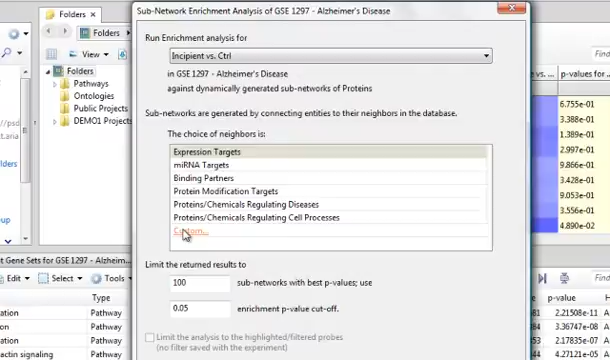 Folders
Sub-Network Enrichment Analysis of GSE 1297 - Alzheimer's Disease
Folders
View
Folders
Pathways
Ontologies
Public Projects
DEMO1 Projects
Run Enrichment analysis for
Incipient vs. Ctrl
in GSE 1297 - Alzheimer's Disease
against dynamically generated sub-networks of Proteins
Sub-networks are generated by connecting entities to their neighbors in the database.
The choice of neighbors is:
Expression Targets
miRNA Targets
Binding Partners
Protein Modification Targets
Proteins/Chemicals Regulating Diseases
Proteins/Chemicals Regulating Cell Processes
Custom...
Limit the returned results to
100 sub-networks with best p-values; use
0.05 enrichment p-value cut-off.
Limit the analysis to the highlighted/filtered probes
(no filter saved with the experiment)
vs. ... p-values for
6.755e-01
3.388e-01
1.389e-01
2.997e-01
9.866e-01
3.428e-01
9.053e-01
3.556e-01
4.890e-02
t Gene Sets for GSE 1297 - Alzheim...
Edit Select Tools
Type
Pathway
Pathway
Pathway
actin signaling Pathway
p-value
2.21508e-11
3.36747e-08
2.17835e-07
4.27121e-05